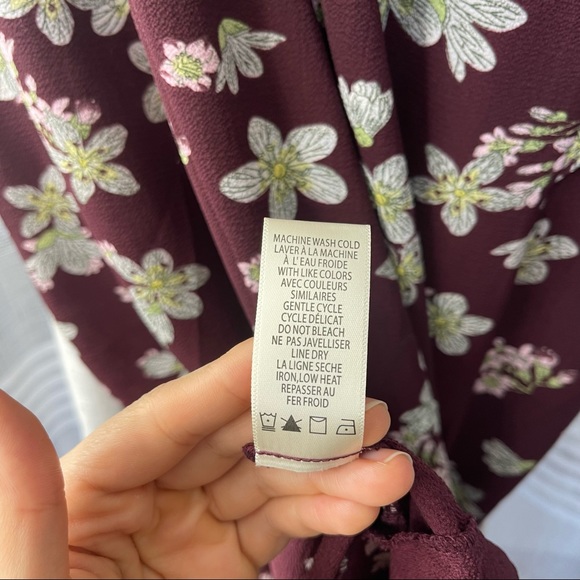 MACHINE WASH COLD
LAVER À LA MACHINE
À L'EAU FROIDE
WITH LIKE COLORS
AVEC COULEURS
SIMILAIRES
GENTLE CYCLE
CYCLE DÉLICAT
DO NOT BLEACH
NE PAS JAVELLISER
LINE DRY
LA LIGNE SECHE
IRON,LOW HEAT
REPASSER AU
FER FROID